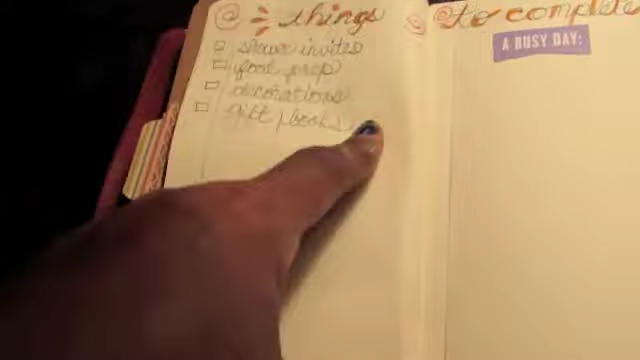 things to complete
A BUSY DAY:
shower invites
food prep
decorations
gift